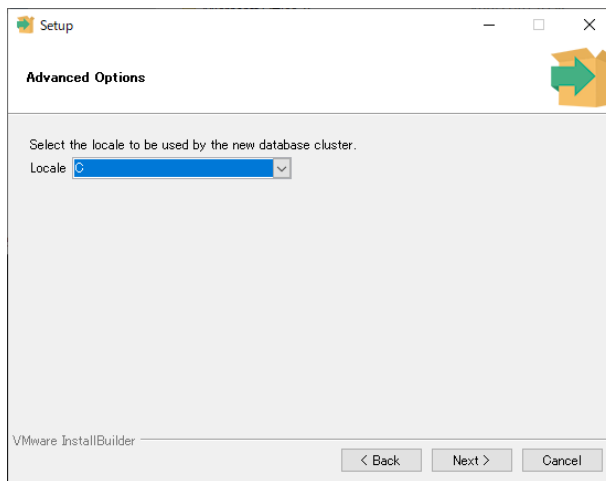 Setup
Advanced Options
Select the locale to be used by the new database cluster.
Locale C
VMware InstallBuilder
< Back Next > Cancel